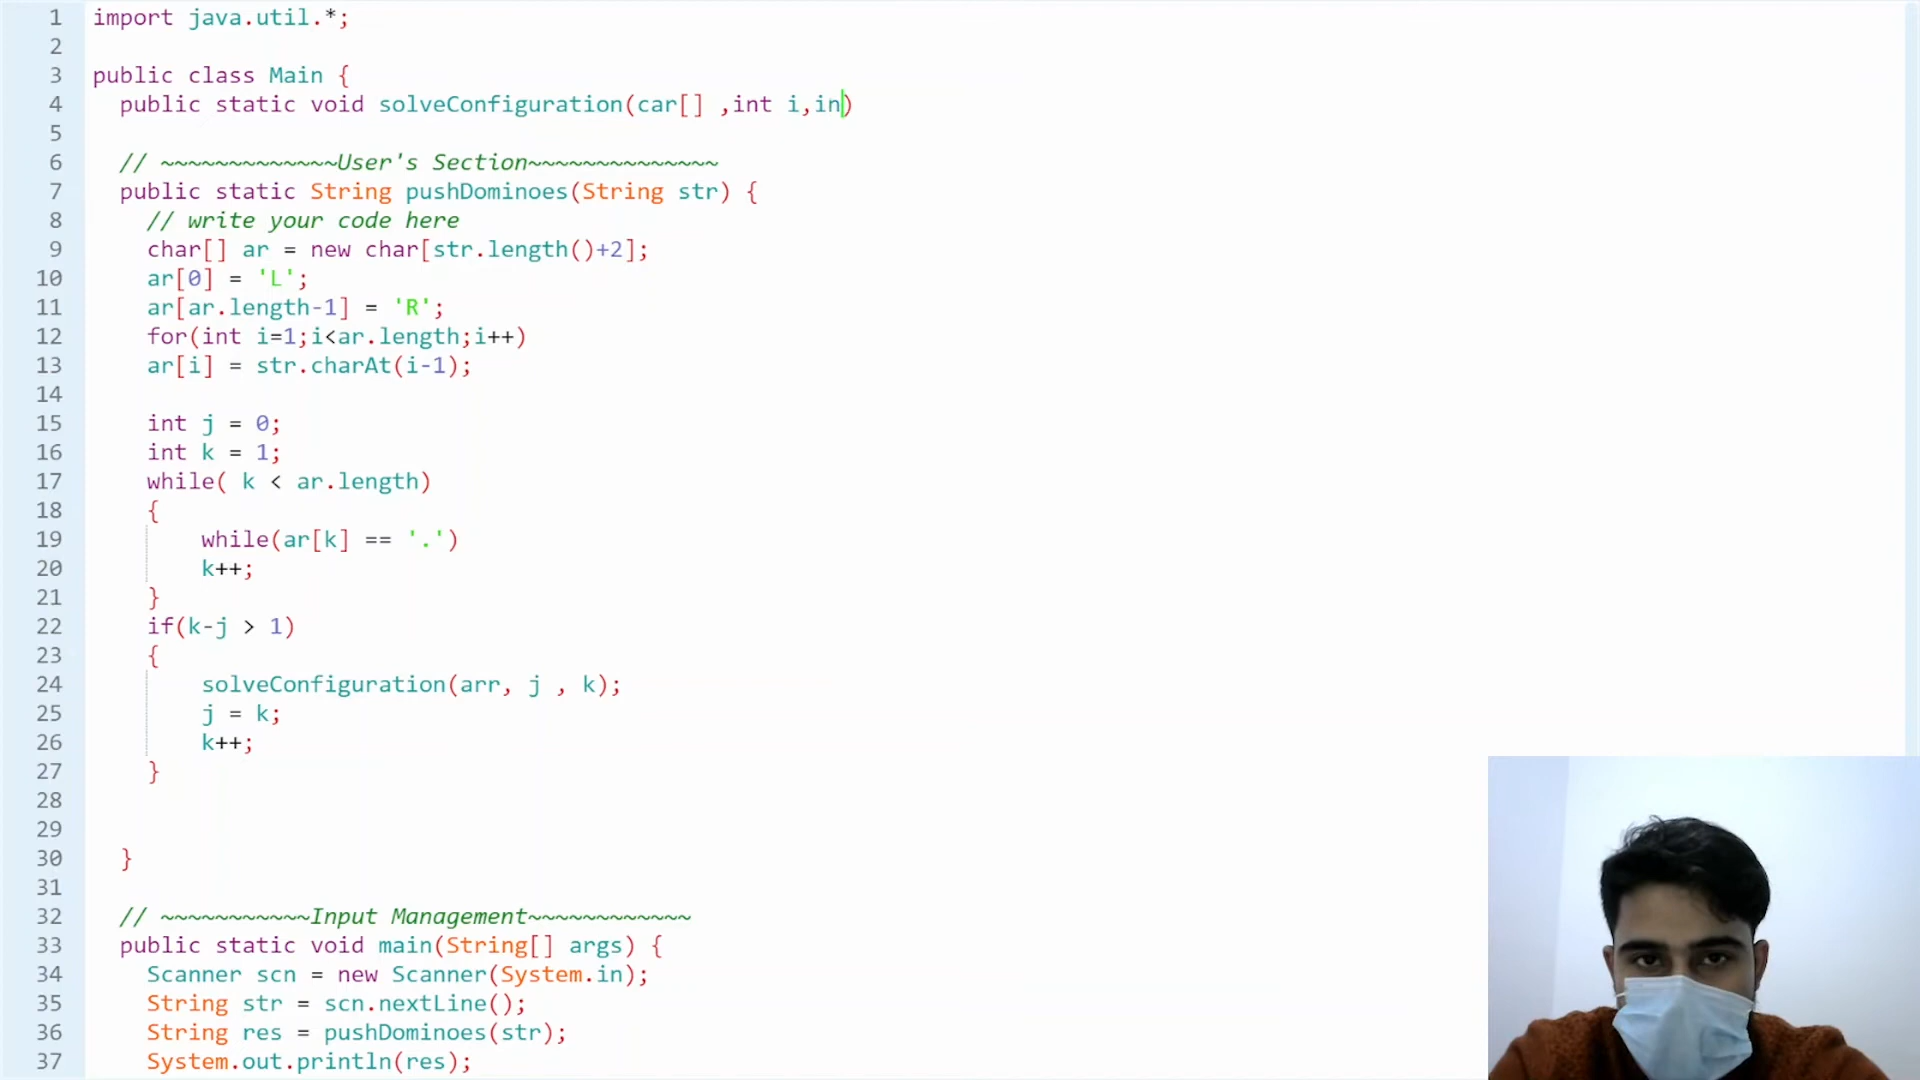 1 import java.util.*;
2
3 public class Main {
4 public static void solveConfiguration(car[] ,int i,in)
5
6 // ~~~~~~~~~~~~~User's Section~~~~~~~~~~~~~~
7 public static String pushDominoes(String str) {
8 // write your code here
9 char[] ar = new char[str.length()+2];
10 ar[0] = 'L';
11 ar[ar.length-1] = 'R';
12 for(int i=1;i<ar.length;i++)
13 ar[i] = str.charAt(i-1);
14
15 int j = 0;
16 int k = 1;
17 while( k < ar.length)
18 {
19 while(ar[k] == '.')
20 k++;
21 }
22 if(k-j > 1)
23 {
24 solveConfiguration(arr, j , k);
25 j = k;
26 k++;
27 }
28
29
30 }
31
32 // ~~~~~~~~~~~Input Management~~~~~~~~~~~~
33 public static void main(String[] args) {
34 Scanner scn = new Scanner(System.in);
35 String str = scn.nextLine();
36 String res = pushDominoes(str);
37 System.out.println(res);